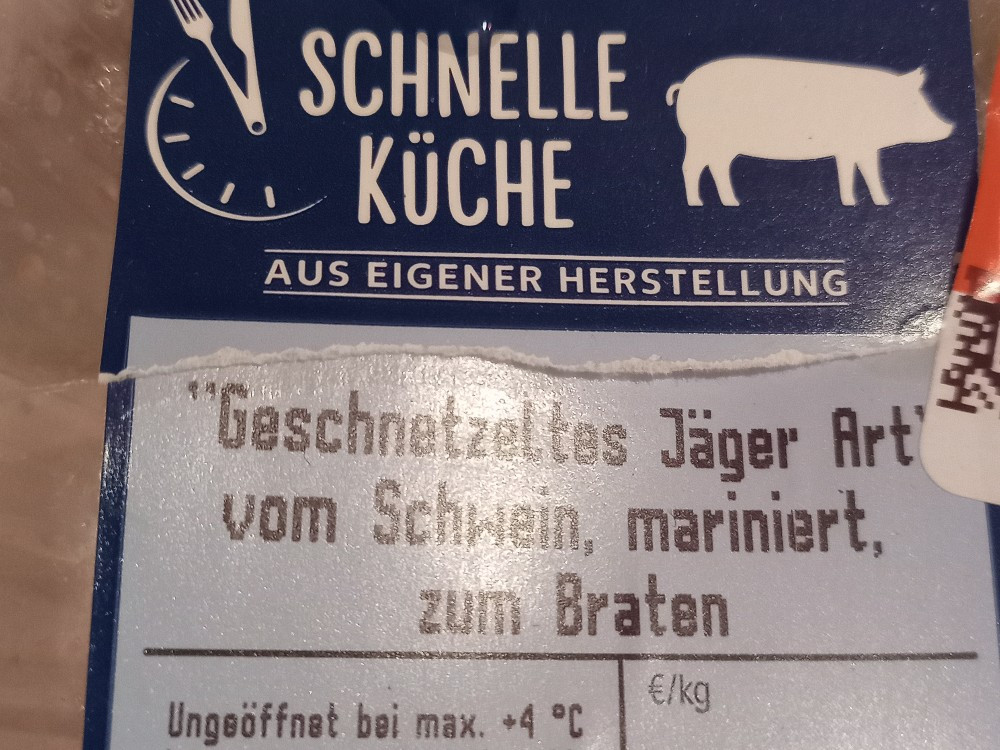 SCHNELLE
KÜCHE
AUS EIGENER HERSTELLUNG
"Geschnetzeltes Jäger Art"
vom Schwein, mariniert,
zum Braten
€/kg
Ungeöffnet bei max. +4 °C